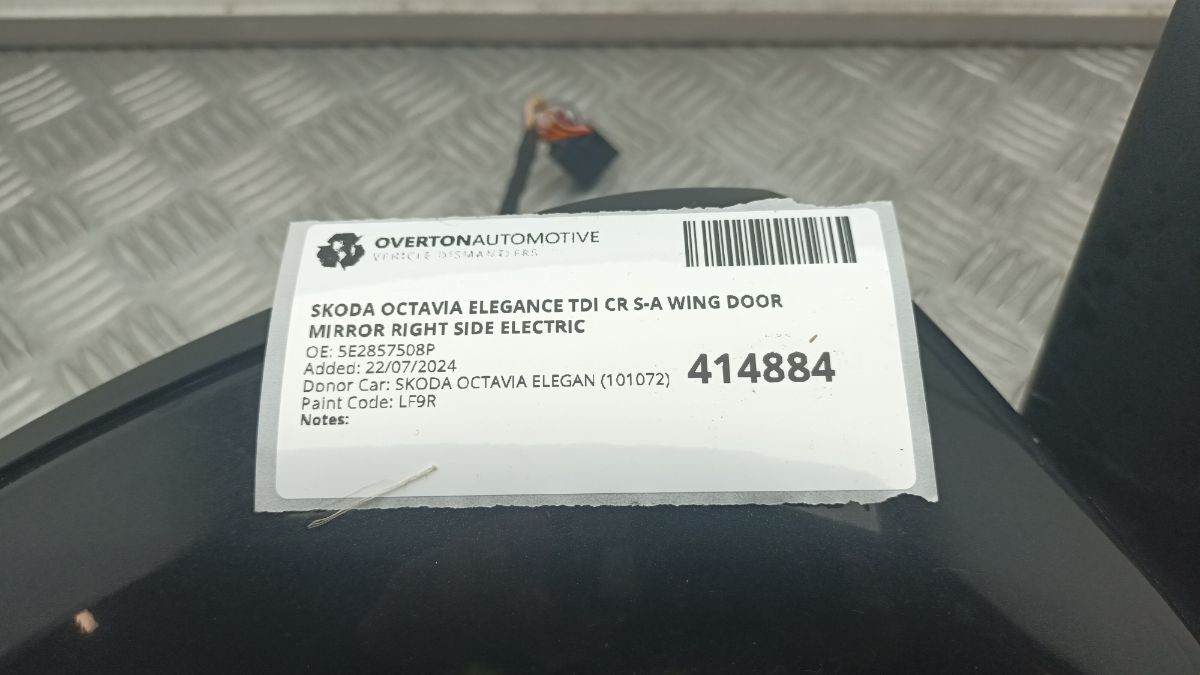 OVERTONAUTOMOTIVE
VEHICLE DISMANTLERS
SKODA OCTAVIA ELEGANCE TDI CR S-A WING DOOR
MIRROR RIGHT SIDE ELECTRIC
OE: 5E2857508P
Added: 22/07/2024
Donor Car: SKODA OCTAVIA ELEGAN (101072)
414884
Paint Code: LF9R
Notes: